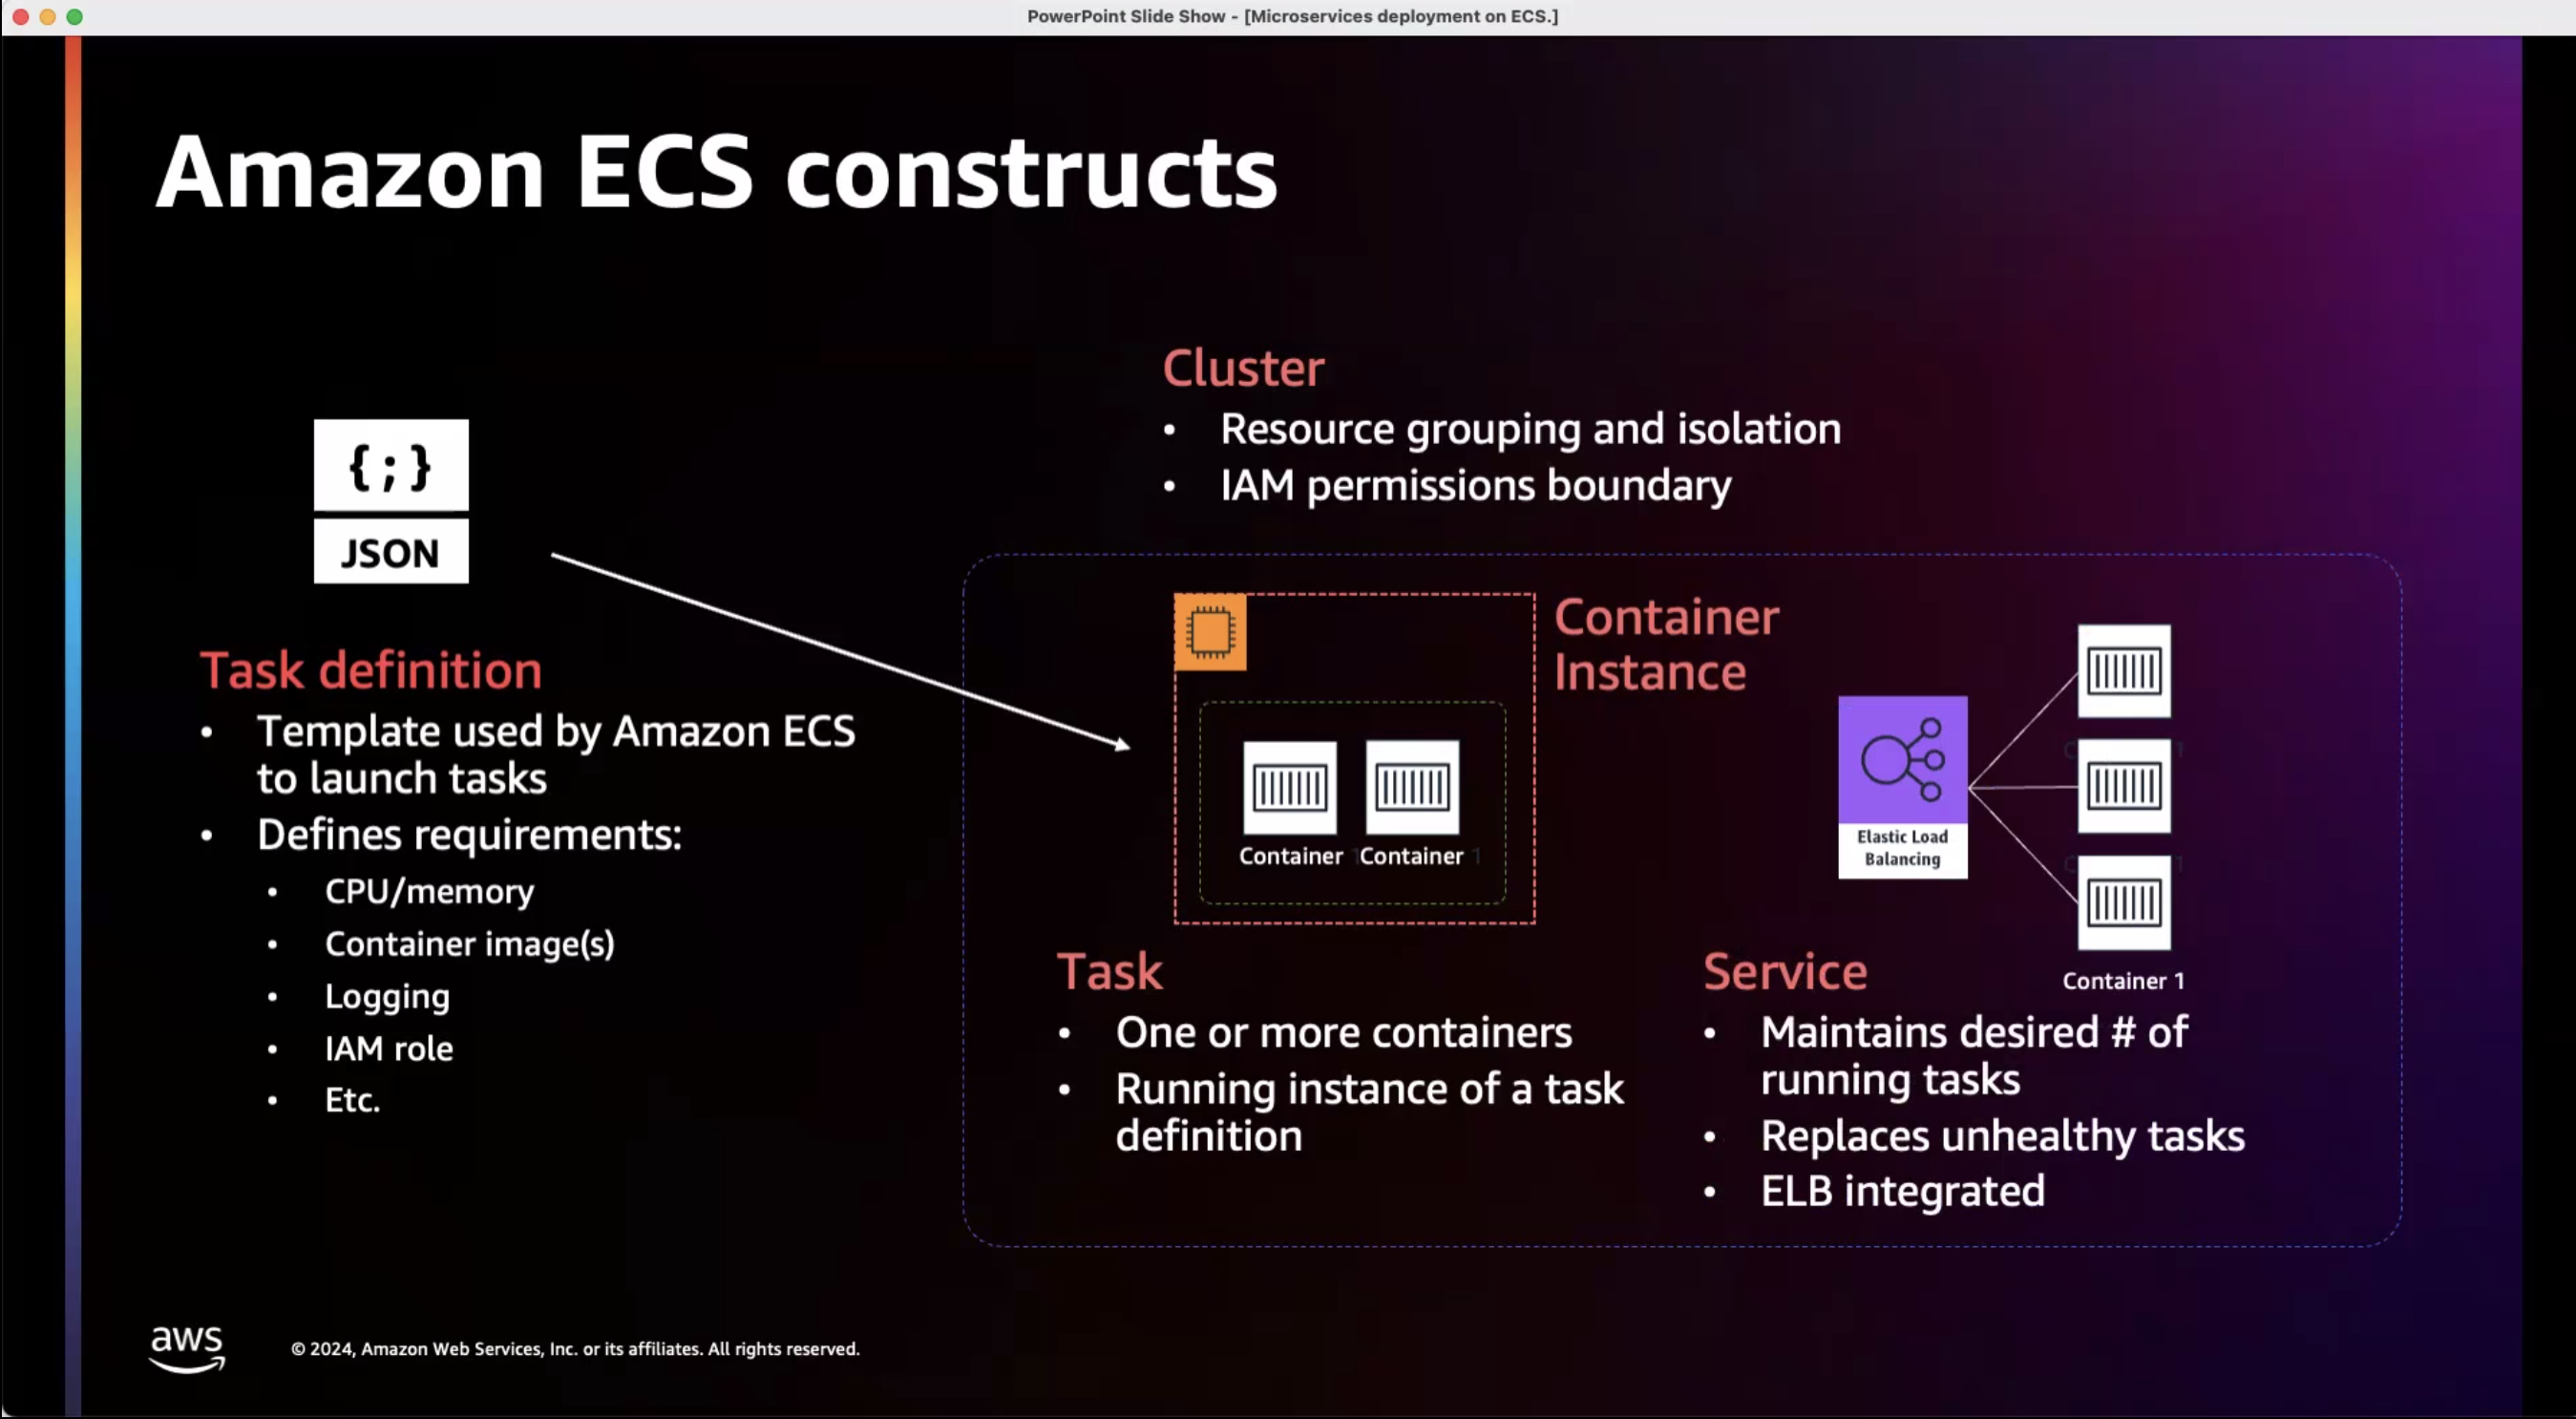 PowerPoint Slide Show - [Microservices deployment on ECS.]
Amazon ECS constructs
{;}
JSON
Task definition
• Template used by Amazon ECS
to launch tasks
• Defines requirements:
• CPU/memory
• Container image(s)
• Logging
• IAM role
• Etc.
Cluster
• Resource grouping and isolation
• IAM permissions boundary
Container
Instance
Container 1
Container 1
Task
• One or more containers
• Running instance of a task
definition
Elastic Load
Balancing
Container 1
Service
• Maintains desired # of
running tasks
• Replaces unhealthy tasks
• ELB integrated
aws
© 2024, Amazon Web Services, Inc. or its affiliates. All rights reserved.